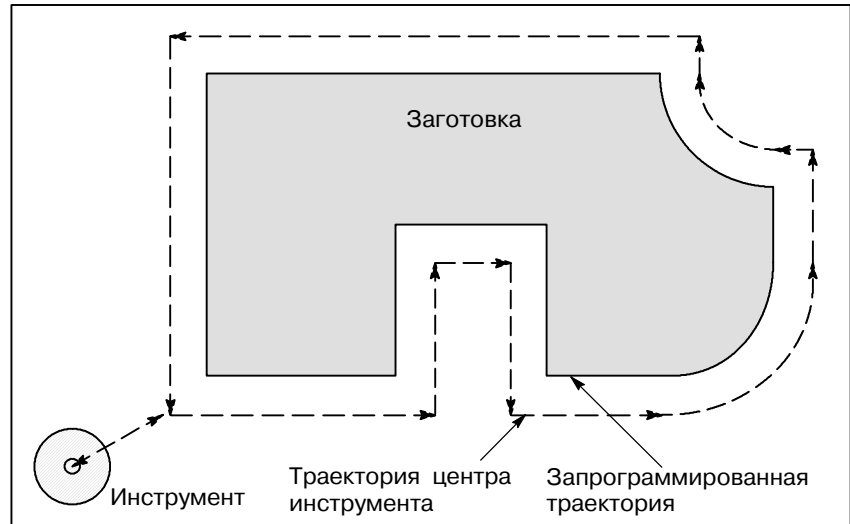 Заготовка
Инструмент
Траектория центра
инструмента
Запрограммированная
траектория